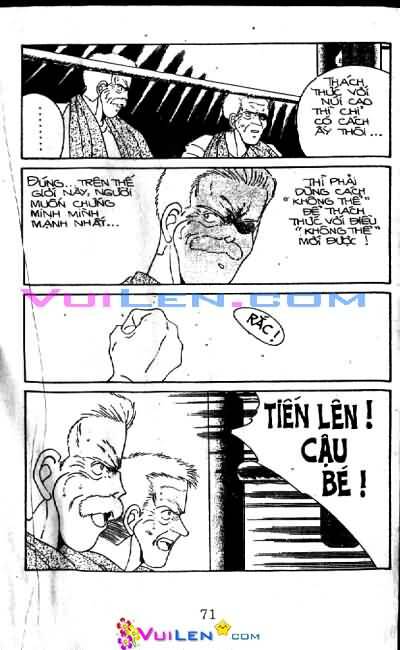 THÁCH
THỨC VỚI
NÚI CAO
THÌ CHỈ
CÓ CÁCH
ẤY THÔI...
ĐÚNG... TRÊN THẾ
GIỚI NÀY, NGƯỜI
MUỐN CHỨNG
MINH MÌNH
MẠNH NHẤT...
THÌ PHẢI
DÙNG CÁCH
"KHÔNG THỂ"
ĐỂ THÁCH
THỨC VỚI ĐIỀU
"KHÔNG THỂ"
MỚI ĐƯỢC!
VUILEN.COM
RẮC!
TIẾN LÊN!
CẬU
BÉ!
71
VUILEN.COM